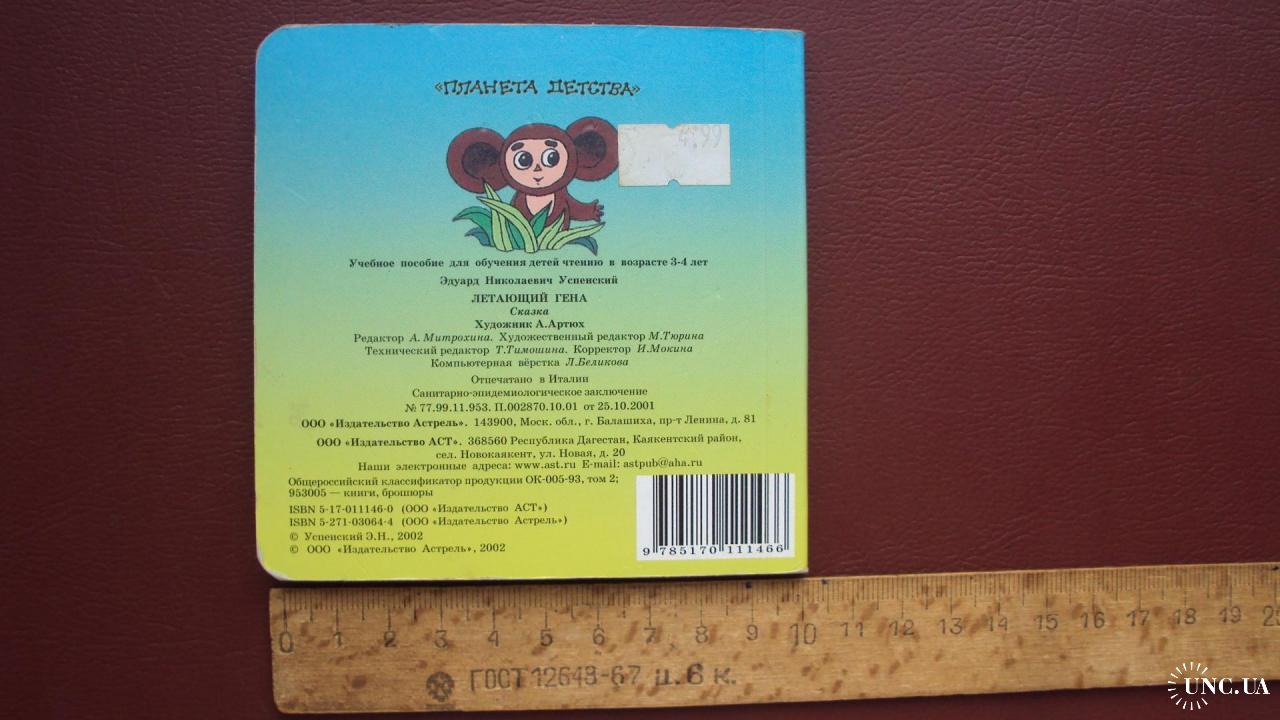 «ПЛАНЕТА ДЕТСТВА»
4.99
Учебное пособие для обучения детей чтению в возрасте 3-4 лет
Эдуард Николаевич Успенский
ЛЕТАЮЩИЙ ГЕНА
Сказка
Художник А.Артюх
Редактор А. Митрохина. Художественный редактор М.Тюрина
Технический редактор Т.Тимошина. Корректор И.Мокина
Компьютерная вёрстка Л.Беликова
Отпечатано в Италии
Санитарно-эпидемиологическое заключение
№ 77.99.11.953. П.002870.10.01 от 25.10.2001
ООО «Издательство Астрель». 143900, Моск. обл., г. Балашиха, пр-т Ленина, д. 81
ООО «Издательство АСТ». 368560 Республика Дагестан, Каякентский район,
сел. Новокаякент, ул. Новая, д. 20
Наши электронные адреса: www.ast.ru E-mail: astpub@aha.ru
Общероссийский классификатор продукции ОК-005-93, том 2;
953005 — книги, брошюры
ISBN 5-17-011146-0 (ООО «Издательство АСТ»)
ISBN 5-271-03064-4 (ООО «Издательство Астрель»)
© Успенский Э.Н., 2002
© ООО «Издательство Астрель», 2002
9 785170 111466
0 1 2 3 4 5 6 7 8 9 10 11 12 13 14 15 16 17 18 19
ГОСТ 12643-67 ц. 6 к.
UNC.UA